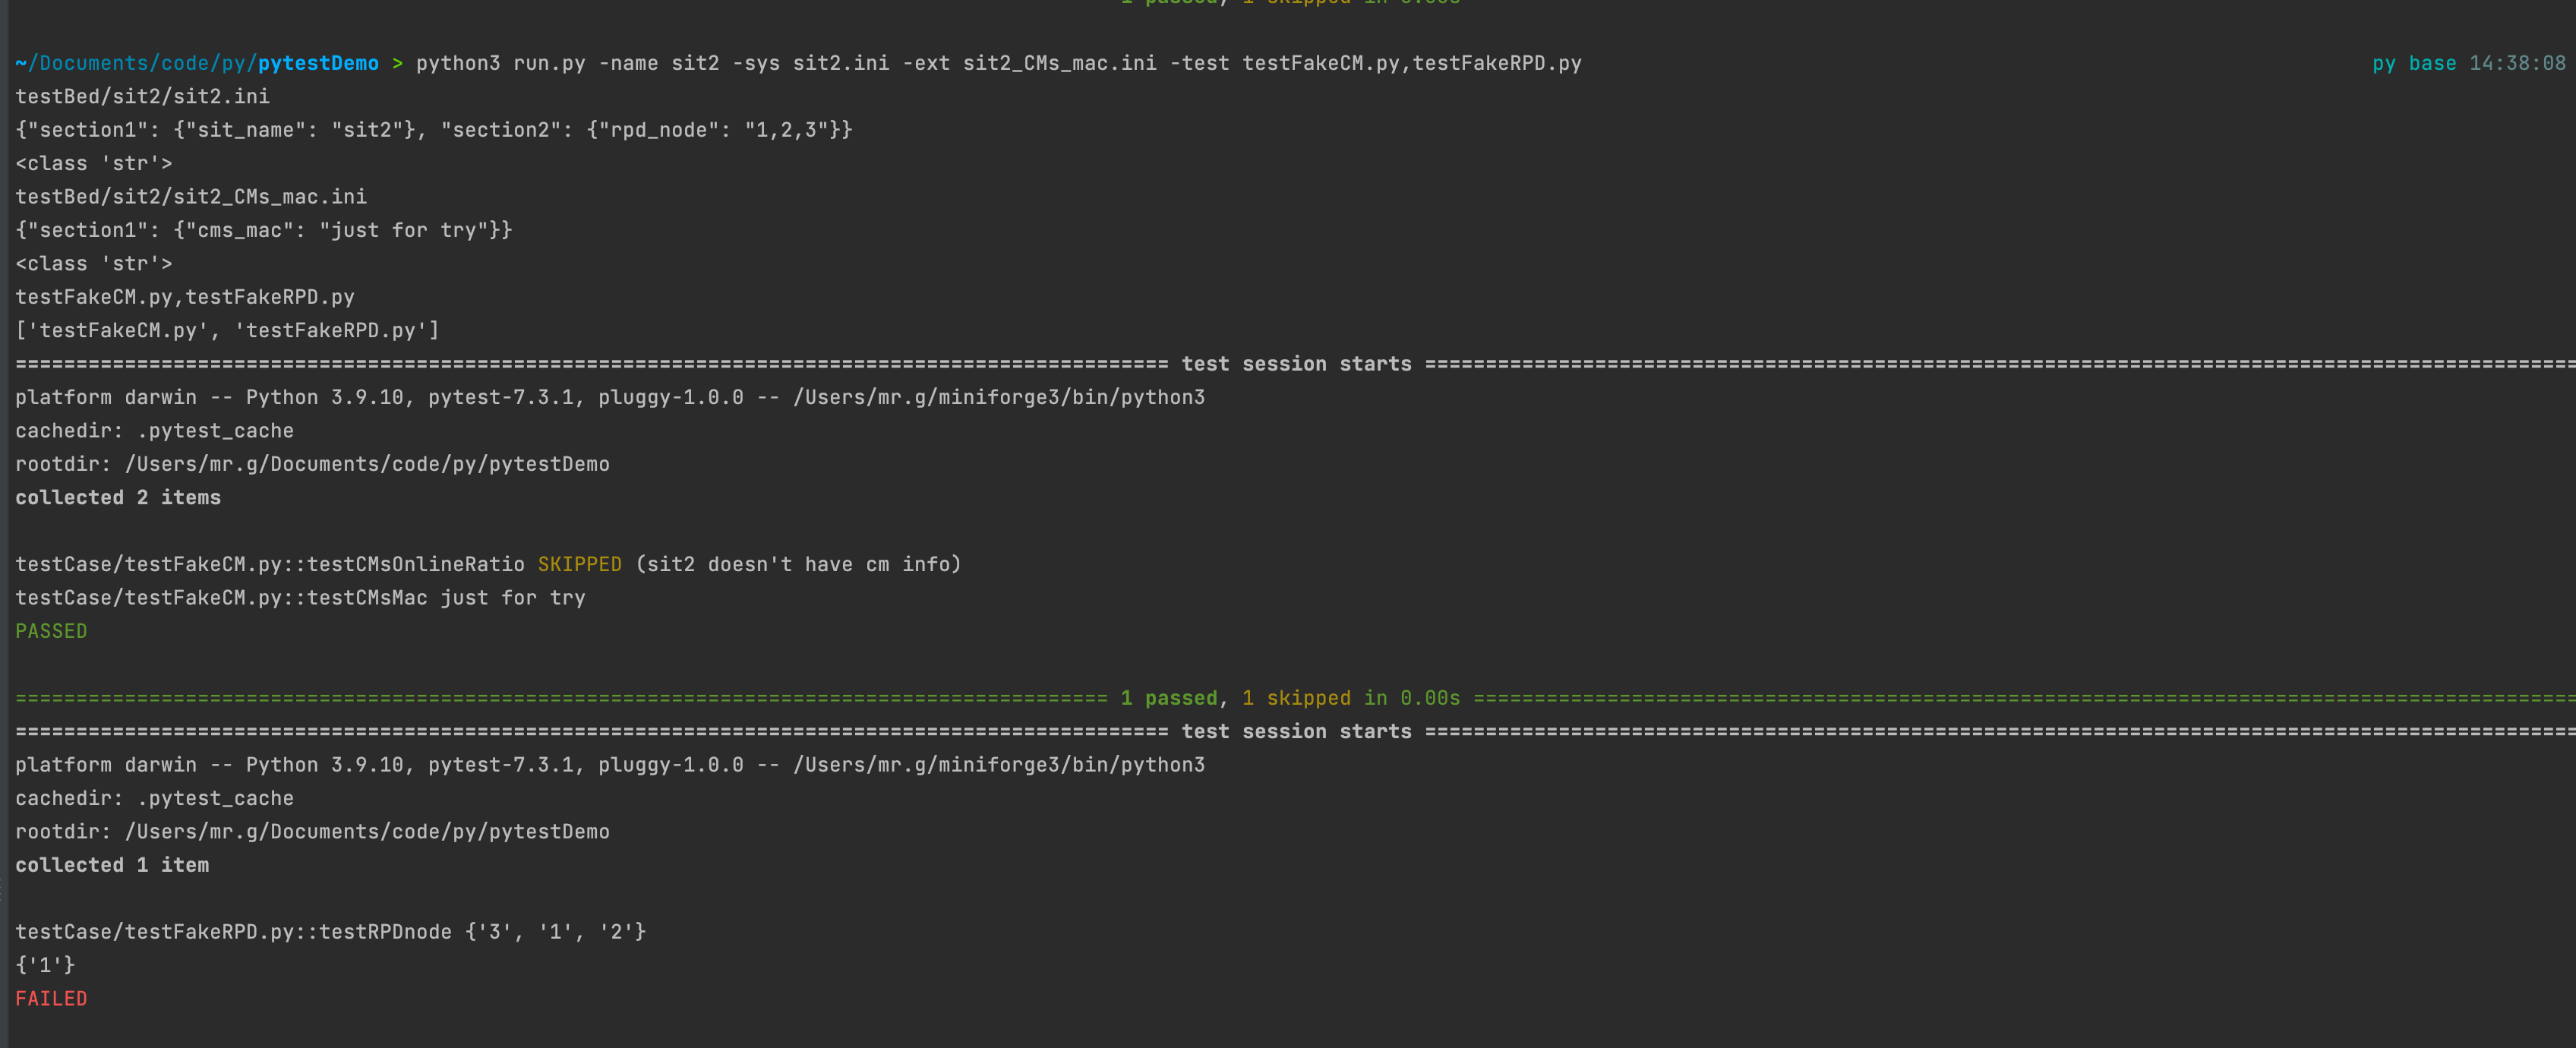 1 passed, 1 skipped in 0.00s
~/Documents/code/py/pytestDemo > python3 run.py -name sit2 -sys sit2.ini -ext sit2_CMs_mac.ini -test testFakeCM.py,testFakeRPD.py py base 14:38:08
testBed/sit2/sit2.ini
{"section1": {"sit_name": "sit2"}, "section2": {"rpd_node": "1,2,3"}}
<class 'str'>
testBed/sit2/sit2_CMs_mac.ini
{"section1": {"cms_mac": "just for try"}}
<class 'str'>
testFakeCM.py,testFakeRPD.py
['testFakeCM.py', 'testFakeRPD.py']
=============================================================================================== test session starts ===============================================================================================
platform darwin -- Python 3.9.10, pytest-7.3.1, pluggy-1.0.0 -- /Users/mr.g/miniforge3/bin/python3
cachedir: .pytest_cache
rootdir: /Users/mr.g/Documents/code/py/pytestDemo
collected 2 items
testCase/testFakeCM.py::testCMsOnlineRatio SKIPPED (sit2 doesn't have cm info)
testCase/testFakeCM.py::testCMsMac just for try
PASSED
========================================================================================== 1 passed, 1 skipped in 0.00s ===========================================================================================
=============================================================================================== test session starts ===============================================================================================
platform darwin -- Python 3.9.10, pytest-7.3.1, pluggy-1.0.0 -- /Users/mr.g/miniforge3/bin/python3
cachedir: .pytest_cache
rootdir: /Users/mr.g/Documents/code/py/pytestDemo
collected 1 item
testCase/testFakeRPD.py::testRPDnode {'3', '1', '2'}
{'1'}
FAILED